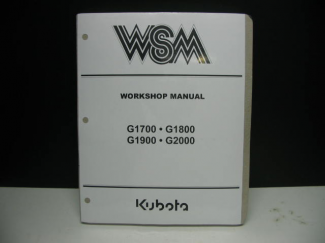 WSM
WORKSHOP MANUAL
G1700 • G1800
G1900 • G2000
Kubota